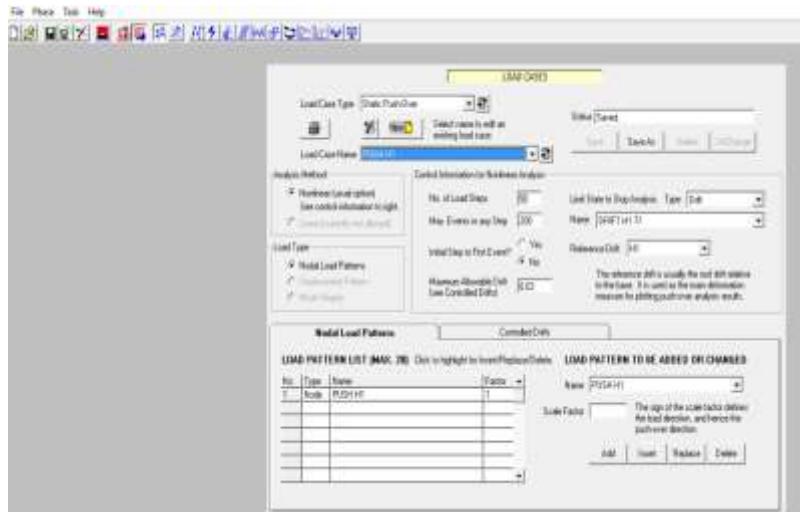 File Phase Task Help
LOAD CASES
Load Case Type Static Push-Over
Select name to edit an
existing load case.
Status Saved
Save Save As Delete
Load Case Name PUSH H1
Analysis Method
Nonlinear (usual option).
See control information to right.
Control Information for Nonlinear Analysis
No. of Load Steps 50
Max. Events in any Step 200
Initial Step to First Event? Yes
No
Maximum Allowable Drift
(see Controlled Drifts) 0.03
Limit State to Stop Analysis. Type Drift
Name
Reference Drift H1
The reference drift is usually the roof drift relative
to the base. It is used as the main deformation
measure for plotting push-over analysis results.
Load Type
Nodal Load Patterns
Nodal Load Patterns
Controlled Drifts
LOAD PATTERN LIST (MAX. 20) Click to highlight for Insert/Replace/Delete
No. Type Name Factor
1 Node PUSH H1 1
LOAD PATTERN TO BE ADDED OR CHANGED
Name PUSH H1
Scale Factor
The sign of the scale factor defines
the load direction, and hence the
push-over direction.
Add Insert Replace Delete